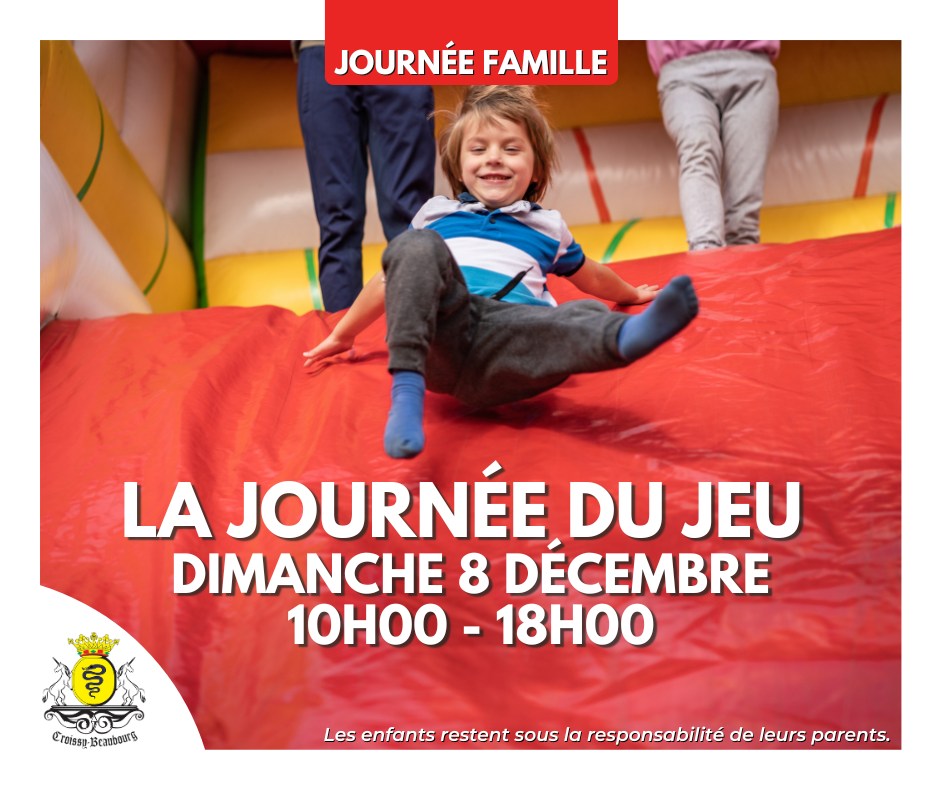 JOURNÉE FAMILLE
LA JOURNÉE DU JEU
DIMANCHE 8 DÉCEMBRE
10H00 - 18H00
Croissy-Beaubourg
Les enfants restent sous la responsabilité de leurs parents.